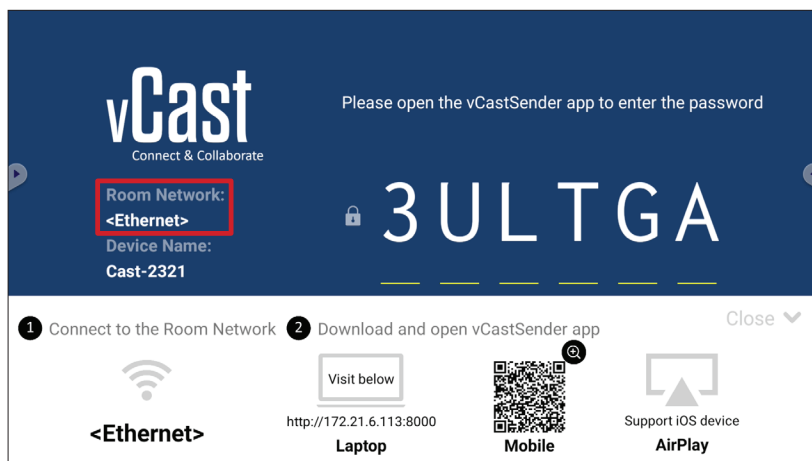 vCast
Connect & Collaborate
Please open the vCastSender app to enter the password
Room Network:
<Ethernet>
Device Name:
Cast-2321
3ULTGA
1 Connect to the Room Network
2 Download and open vCastSender app
Close
<Ethernet>
Visit below
http://172.21.6.113:8000
Laptop
Mobile
Support iOS device
AirPlay